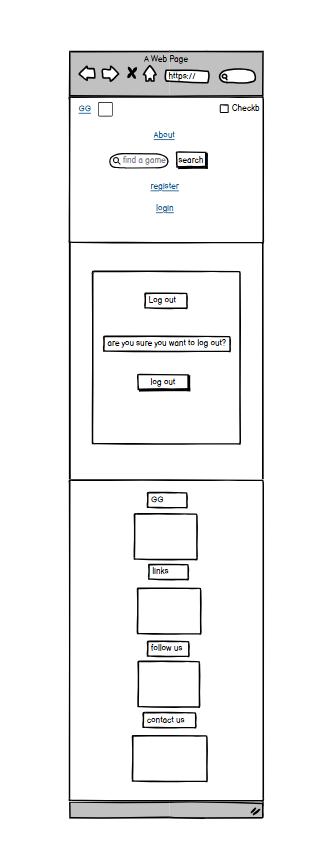 A Web Page
https://
GG
Checkb
About
find a game search
register
login
Log out
are you sure you want to log out?
log out
GG
links
follow us
contact us